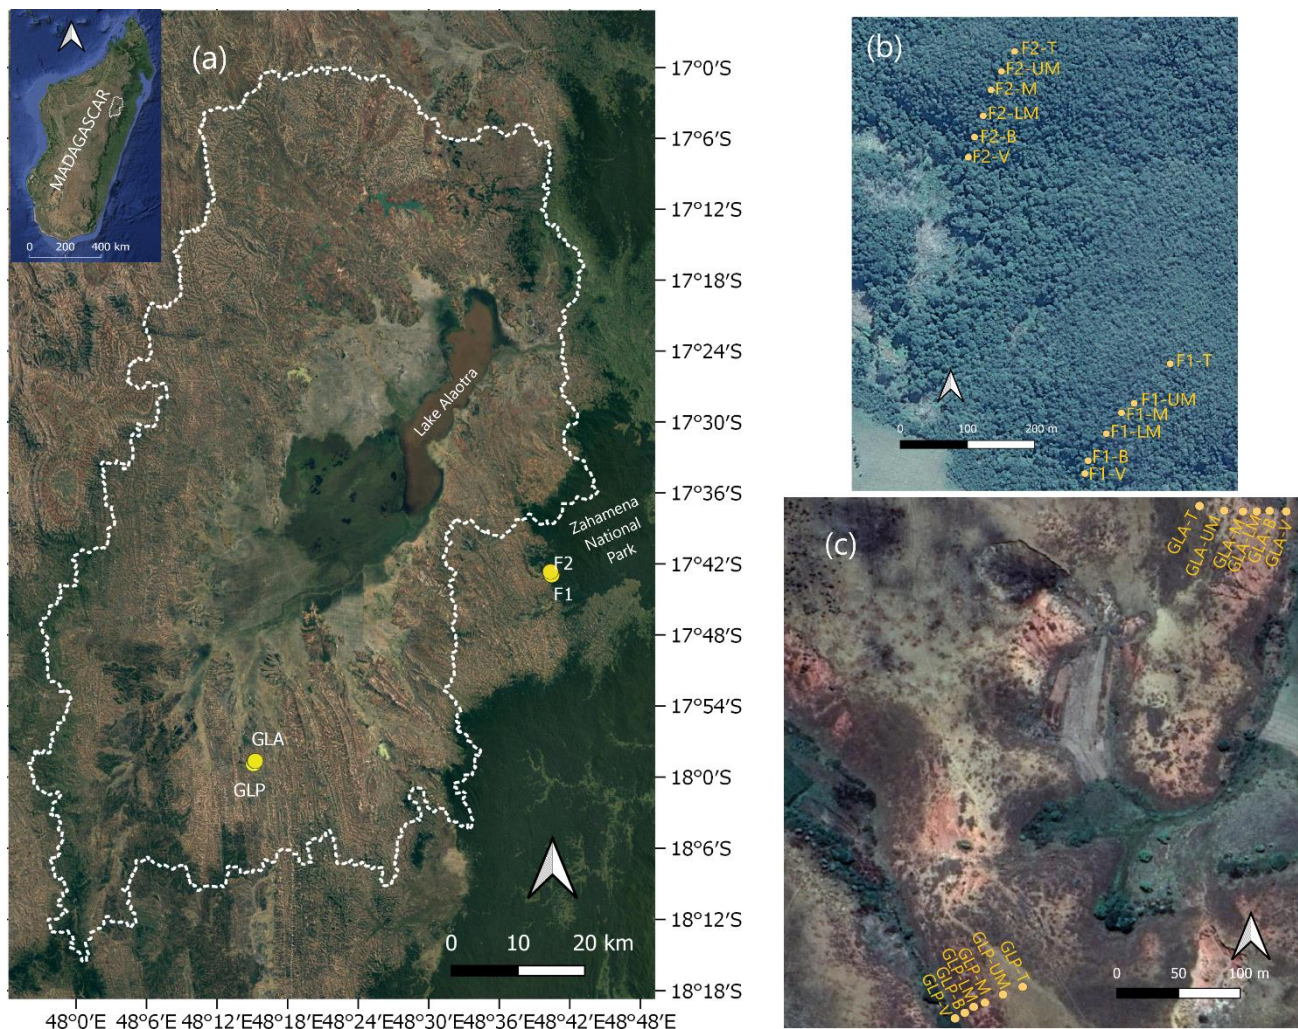 (a)
MADAGASCAR
0 200 400 km
Lake Alaotra
Zahamena
National
Park
F2
F1
GLA
GLP
0 10 20 km
17°0′S
17°6′S
17°12′S
17°18′S
17°24′S
17°30′S
17°36′S
17°42′S
17°48′S
17°54′S
18°0′S
18°6′S
18°12′S
18°18′S
48°0′E 48°6′E 48°18′E 48°24′E 48°30′E 48°42′E 48°48′E
(b)
F2-T
F2-UM
F2-M
F2-LM
F2-B
F2-V
F1-T
F1-UM
F1-M
F1-LM
F1-B
F1-V
0 100 200 m
(c)
GLA-T
GLA-UM
GLA-M
GLA-LM
GLA-B
GLA-V
GLP-T
GLP-UM
GLP-M
GLP-LM
GLP-B
GLP-V
0 50 100 m